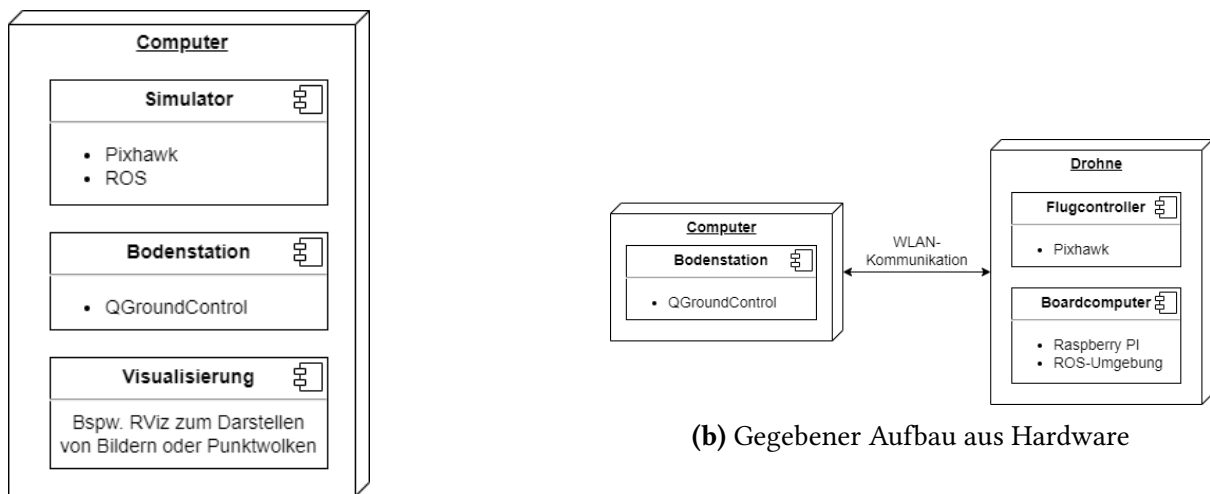 Computer
Simulator
• Pixhawk
• ROS
Bodenstation
• QGroundControl
Visualisierung
Bspw. RViz zum Darstellen
von Bildern oder Punktwolken
Computer
Bodenstation
• QGroundControl
WLAN-
Kommunikation
Drohne
Flugcontroller
• Pixhawk
Boardcomputer
• Raspberry PI
• ROS-Umgebung
(b) Gegebener Aufbau aus Hardware